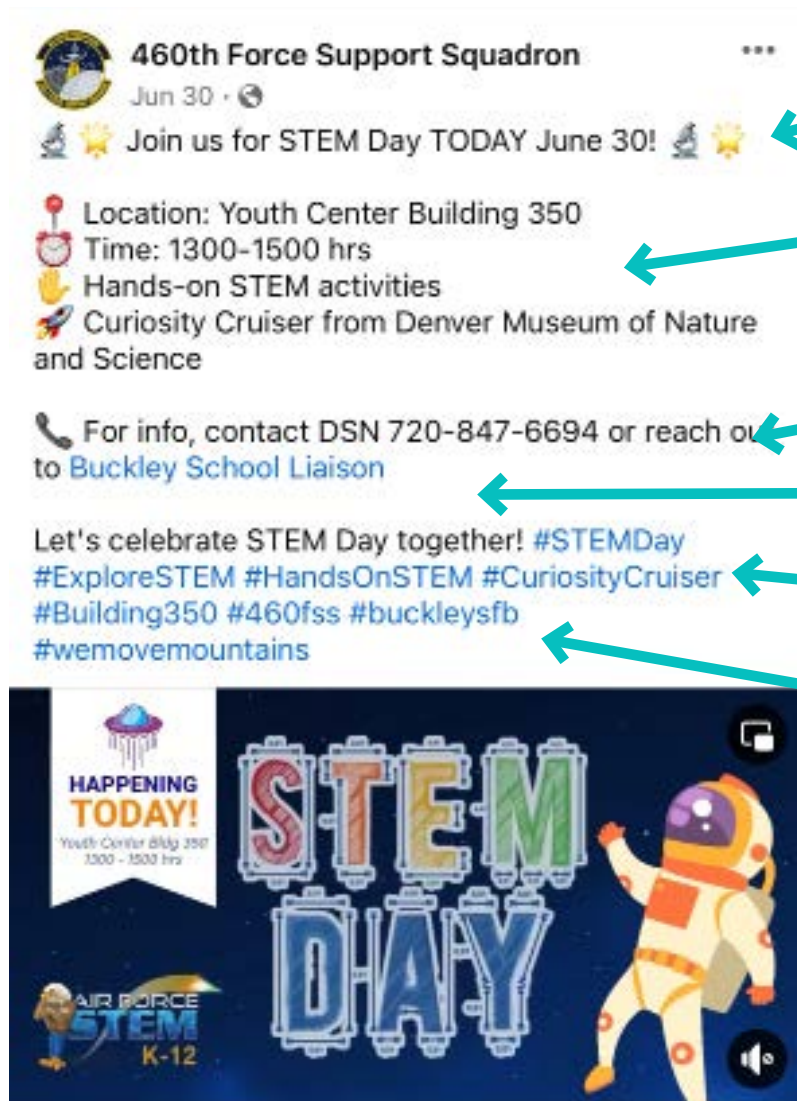 460th Force Support Squadron
Jun 30 ·
🔬 🌟 Join us for STEM Day TODAY June 30! 🔬 🌟
📍 Location: Youth Center Building 350
⏰ Time: 1300-1500 hrs
✋ Hands-on STEM activities
🚀 Curiosity Cruiser from Denver Museum of Nature
and Science
📞 For info, contact DSN 720-847-6694 or reach ou
to Buckley School Liaison
Let's celebrate STEM Day together! #STEMDay
#ExploreSTEM #HandsOnSTEM #CuriosityCruiser
#Building350 #460fss #buckleysfb
#wemovemountains
HAPPENING
TODAY!
Youth Center Bldg 350
1300 - 1500 hrs
STEM
DAY
AIR FORCE
STEM
K-12